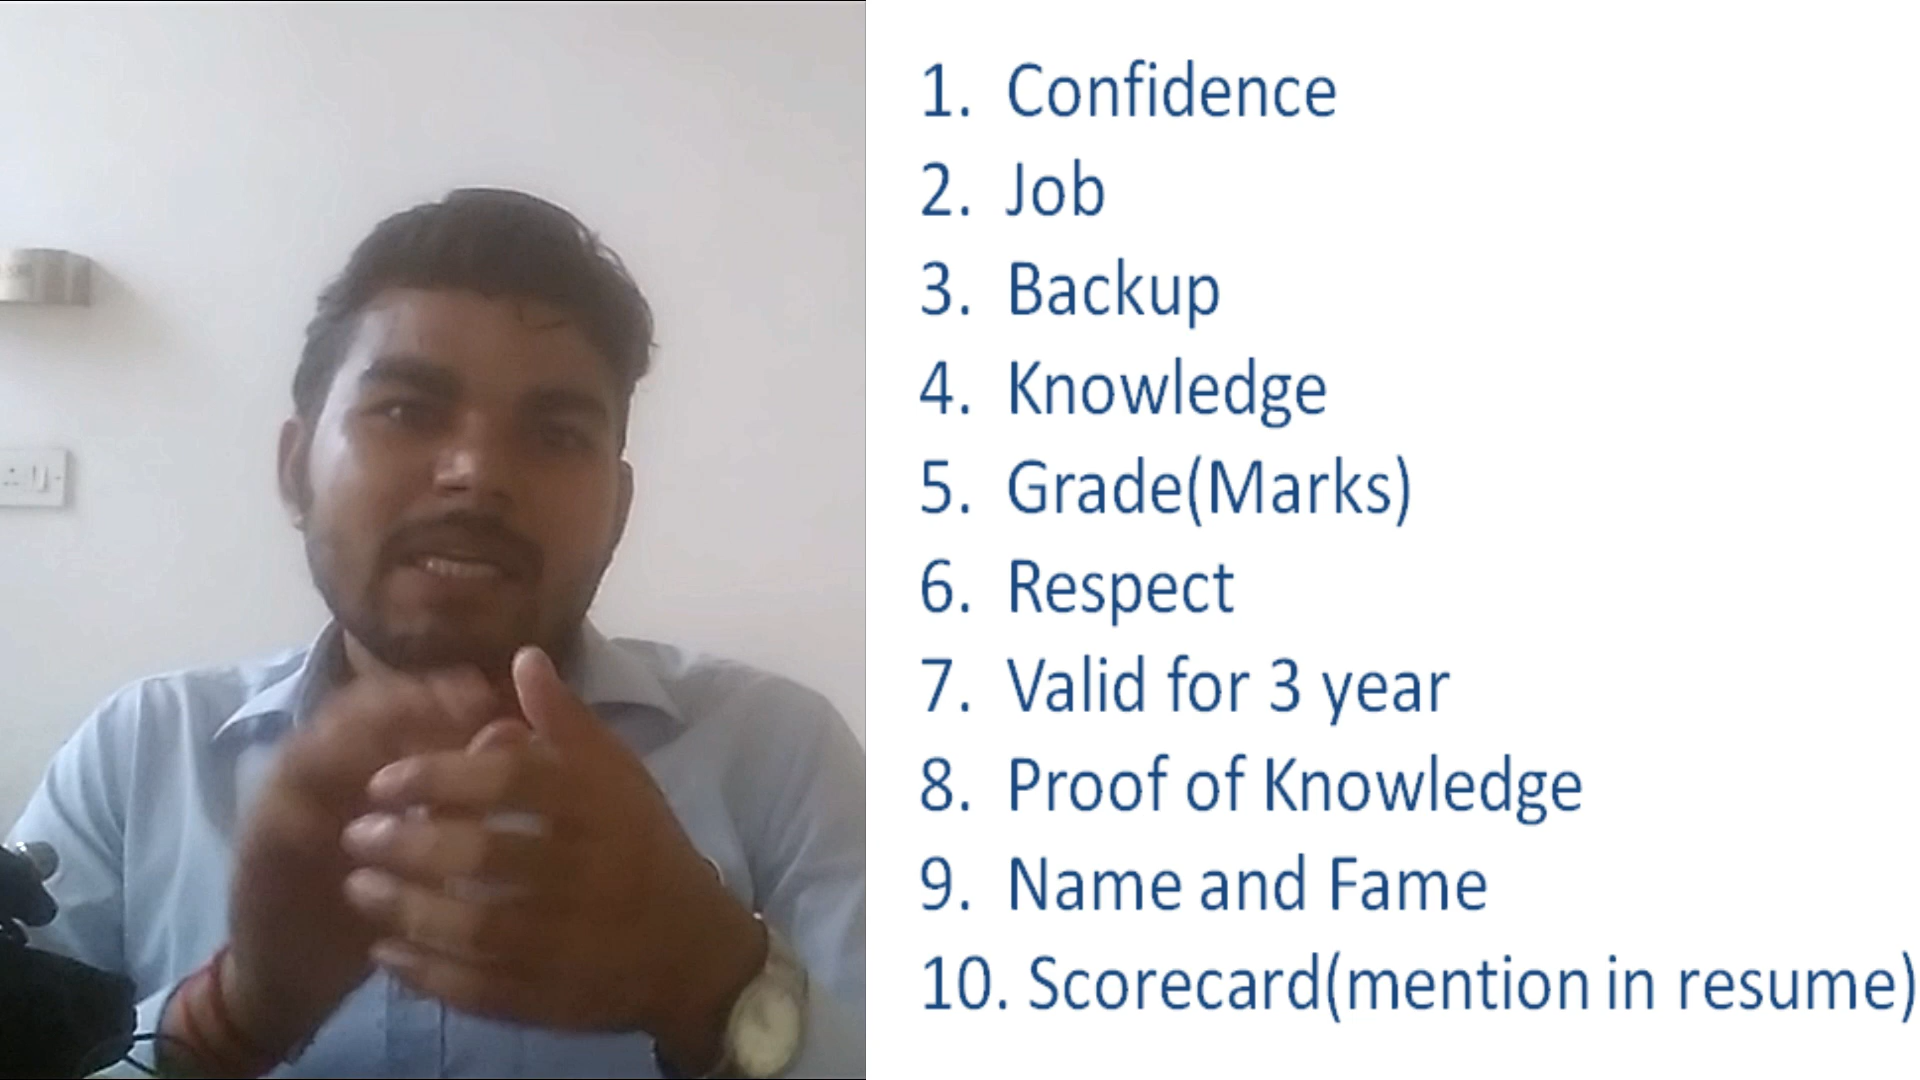 1. Confidence
2. Job
3. Backup
4. Knowledge
5. Grade(Marks)
6. Respect
7. Valid for 3 year
8. Proof of Knowledge
9. Name and Fame
10. Scorecard(mention in resume)